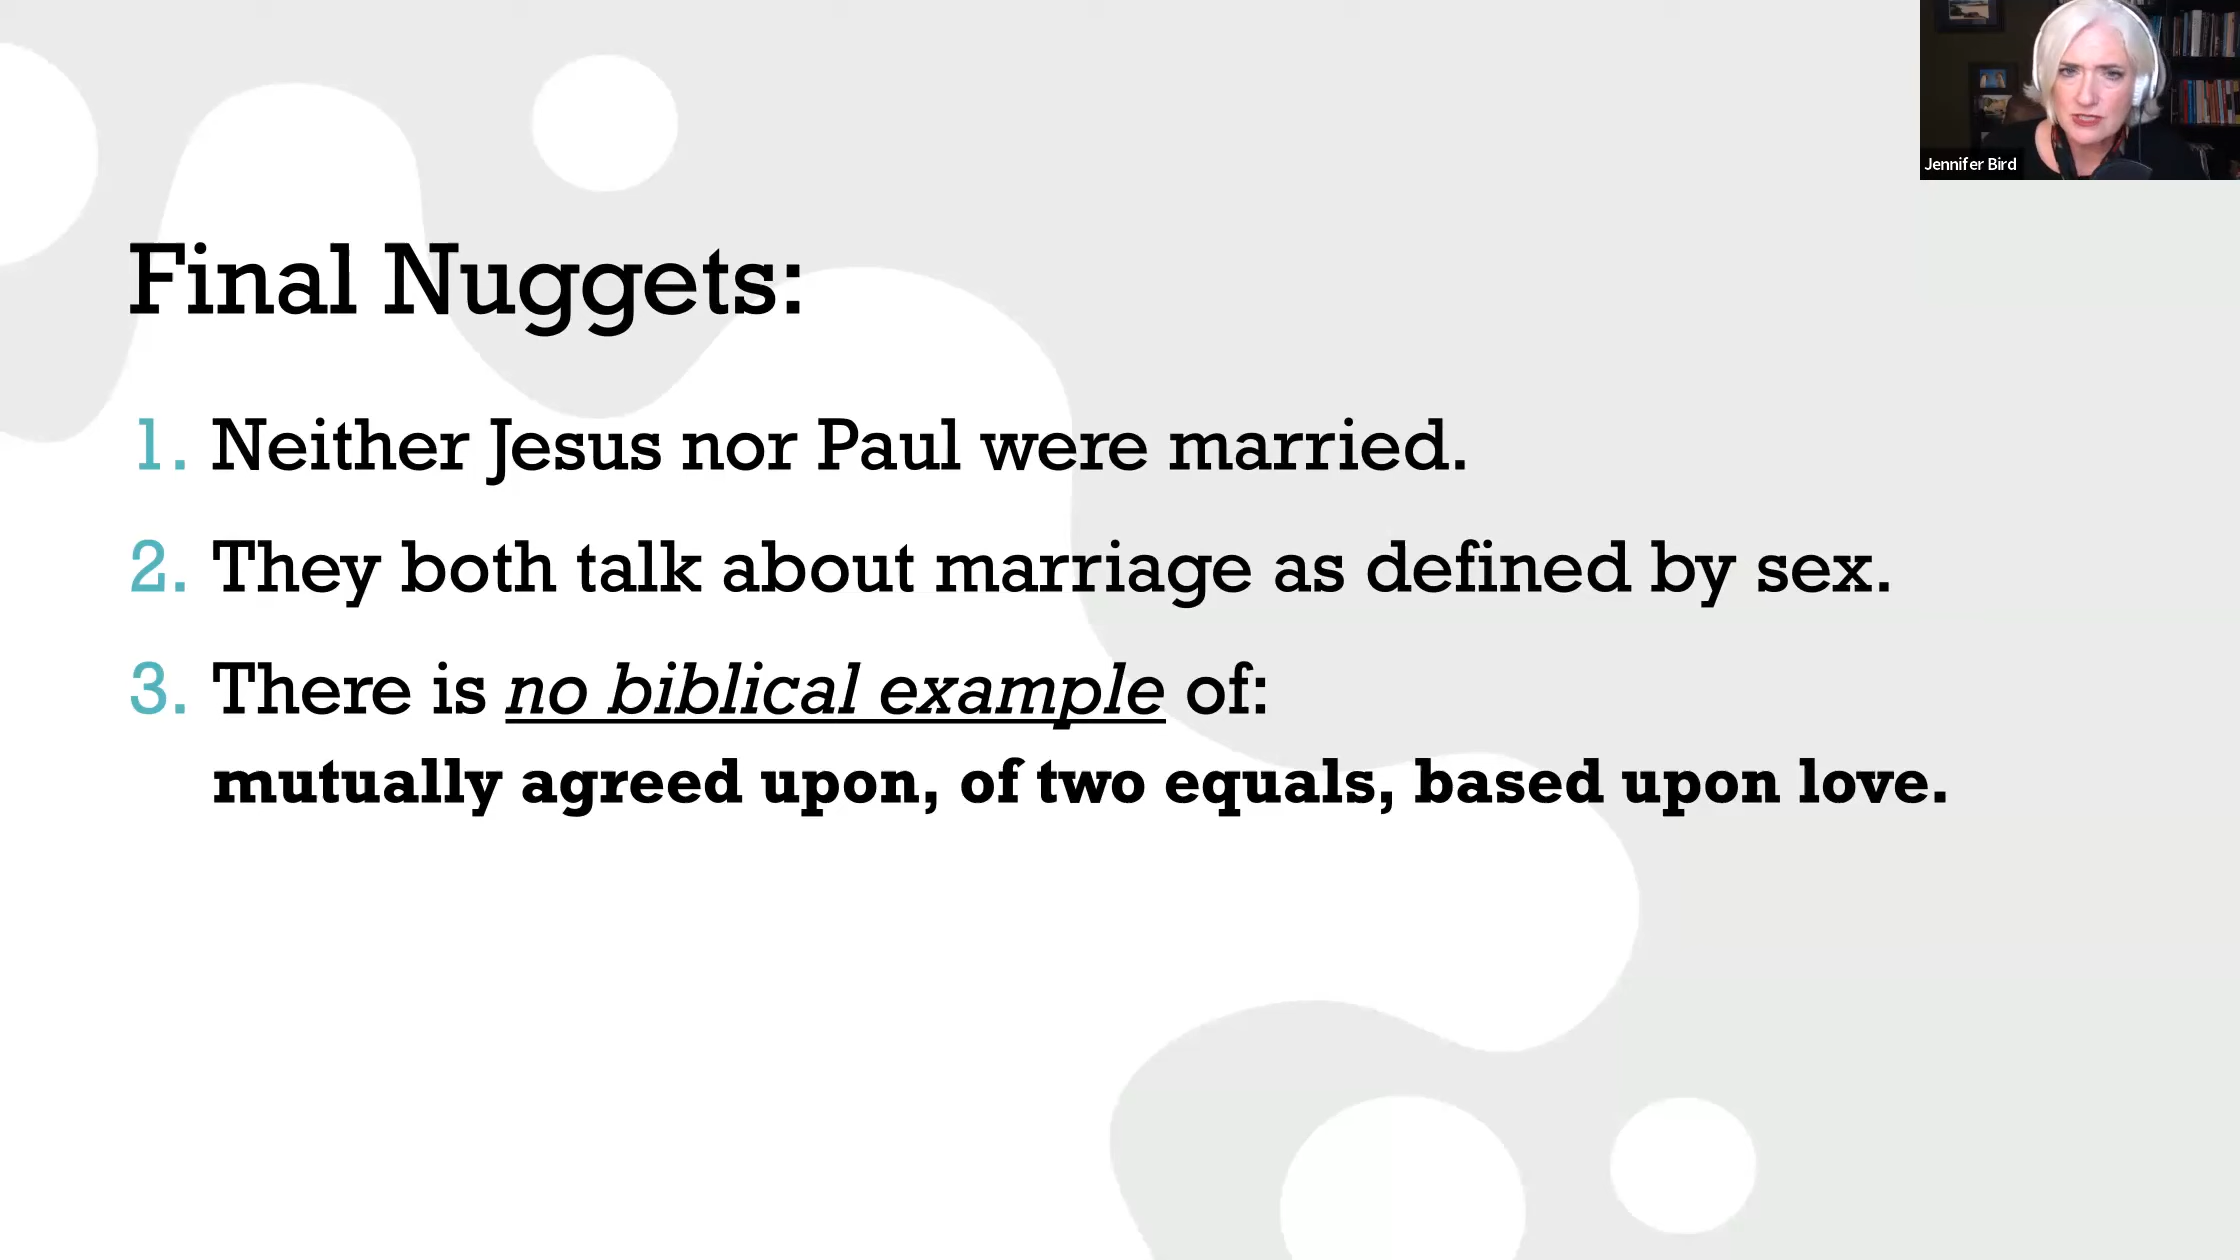 Jennifer Bird
Final Nuggets:
1. Neither Jesus nor Paul were married.
2. They both talk about marriage as defined by sex.
3. There is no biblical example of:
mutually agreed upon, of two equals, based upon love.